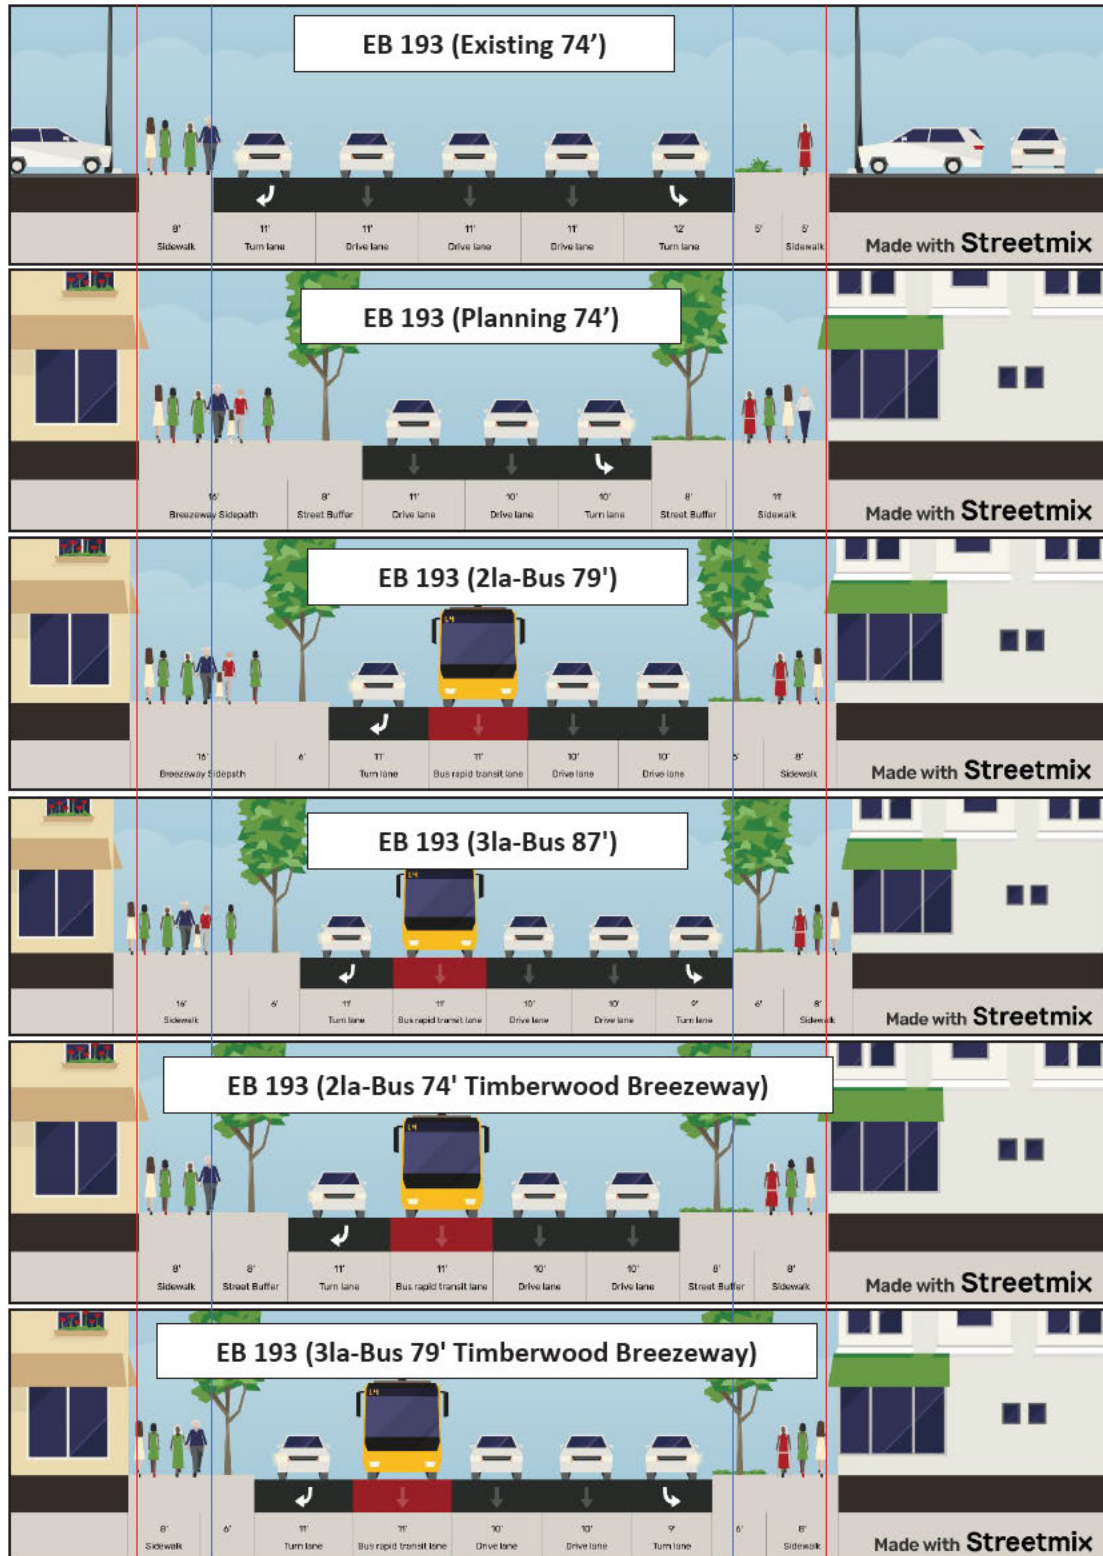 EB 193 (Existing 74’)
8' 11' 11' 11' 11' 12' 5' 5'
Sidewalk Turn lane Drive lane Drive lane Drive lane Turn lane Sidewalk
Made with Streetmix
EB 193 (Planning 74’)
16' 8' 11' 10' 10' 8' 11'
Breezeway Sidepath Street Buffer Drive lane Drive lane Turn lane Street Buffer Sidewalk
Made with Streetmix
EB 193 (2la-Bus 79')
L4
16' 6' 11' 11' 10' 10' 8'
Breezeway Sidepath Turn lane Bus rapid transit lane Drive lane Drive lane Sidewalk
Made with Streetmix
EB 193 (3la-Bus 87')
16' 6' 11' 11' 10' 10' 9' 6' 8'
Sidewalk Turn lane Bus rapid transit lane Drive lane Drive lane Turn lane Sidewalk
Made with Streetmix
EB 193 (2la-Bus 74' Timberwood Breezeway)
L4
8' 8' 11' 11' 10' 10' 8' 8'
Sidewalk Street Buffer Turn lane Bus rapid transit lane Drive lane Drive lane Street Buffer Sidewalk
Made with Streetmix
EB 193 (3la-Bus 79' Timberwood Breezeway)
L4
8' 6' 11' 11' 10' 10' 9' 6' 8'
Sidewalk Turn lane Bus rapid transit lane Drive lane Drive lane Turn lane Sidewalk
Made with Streetmix